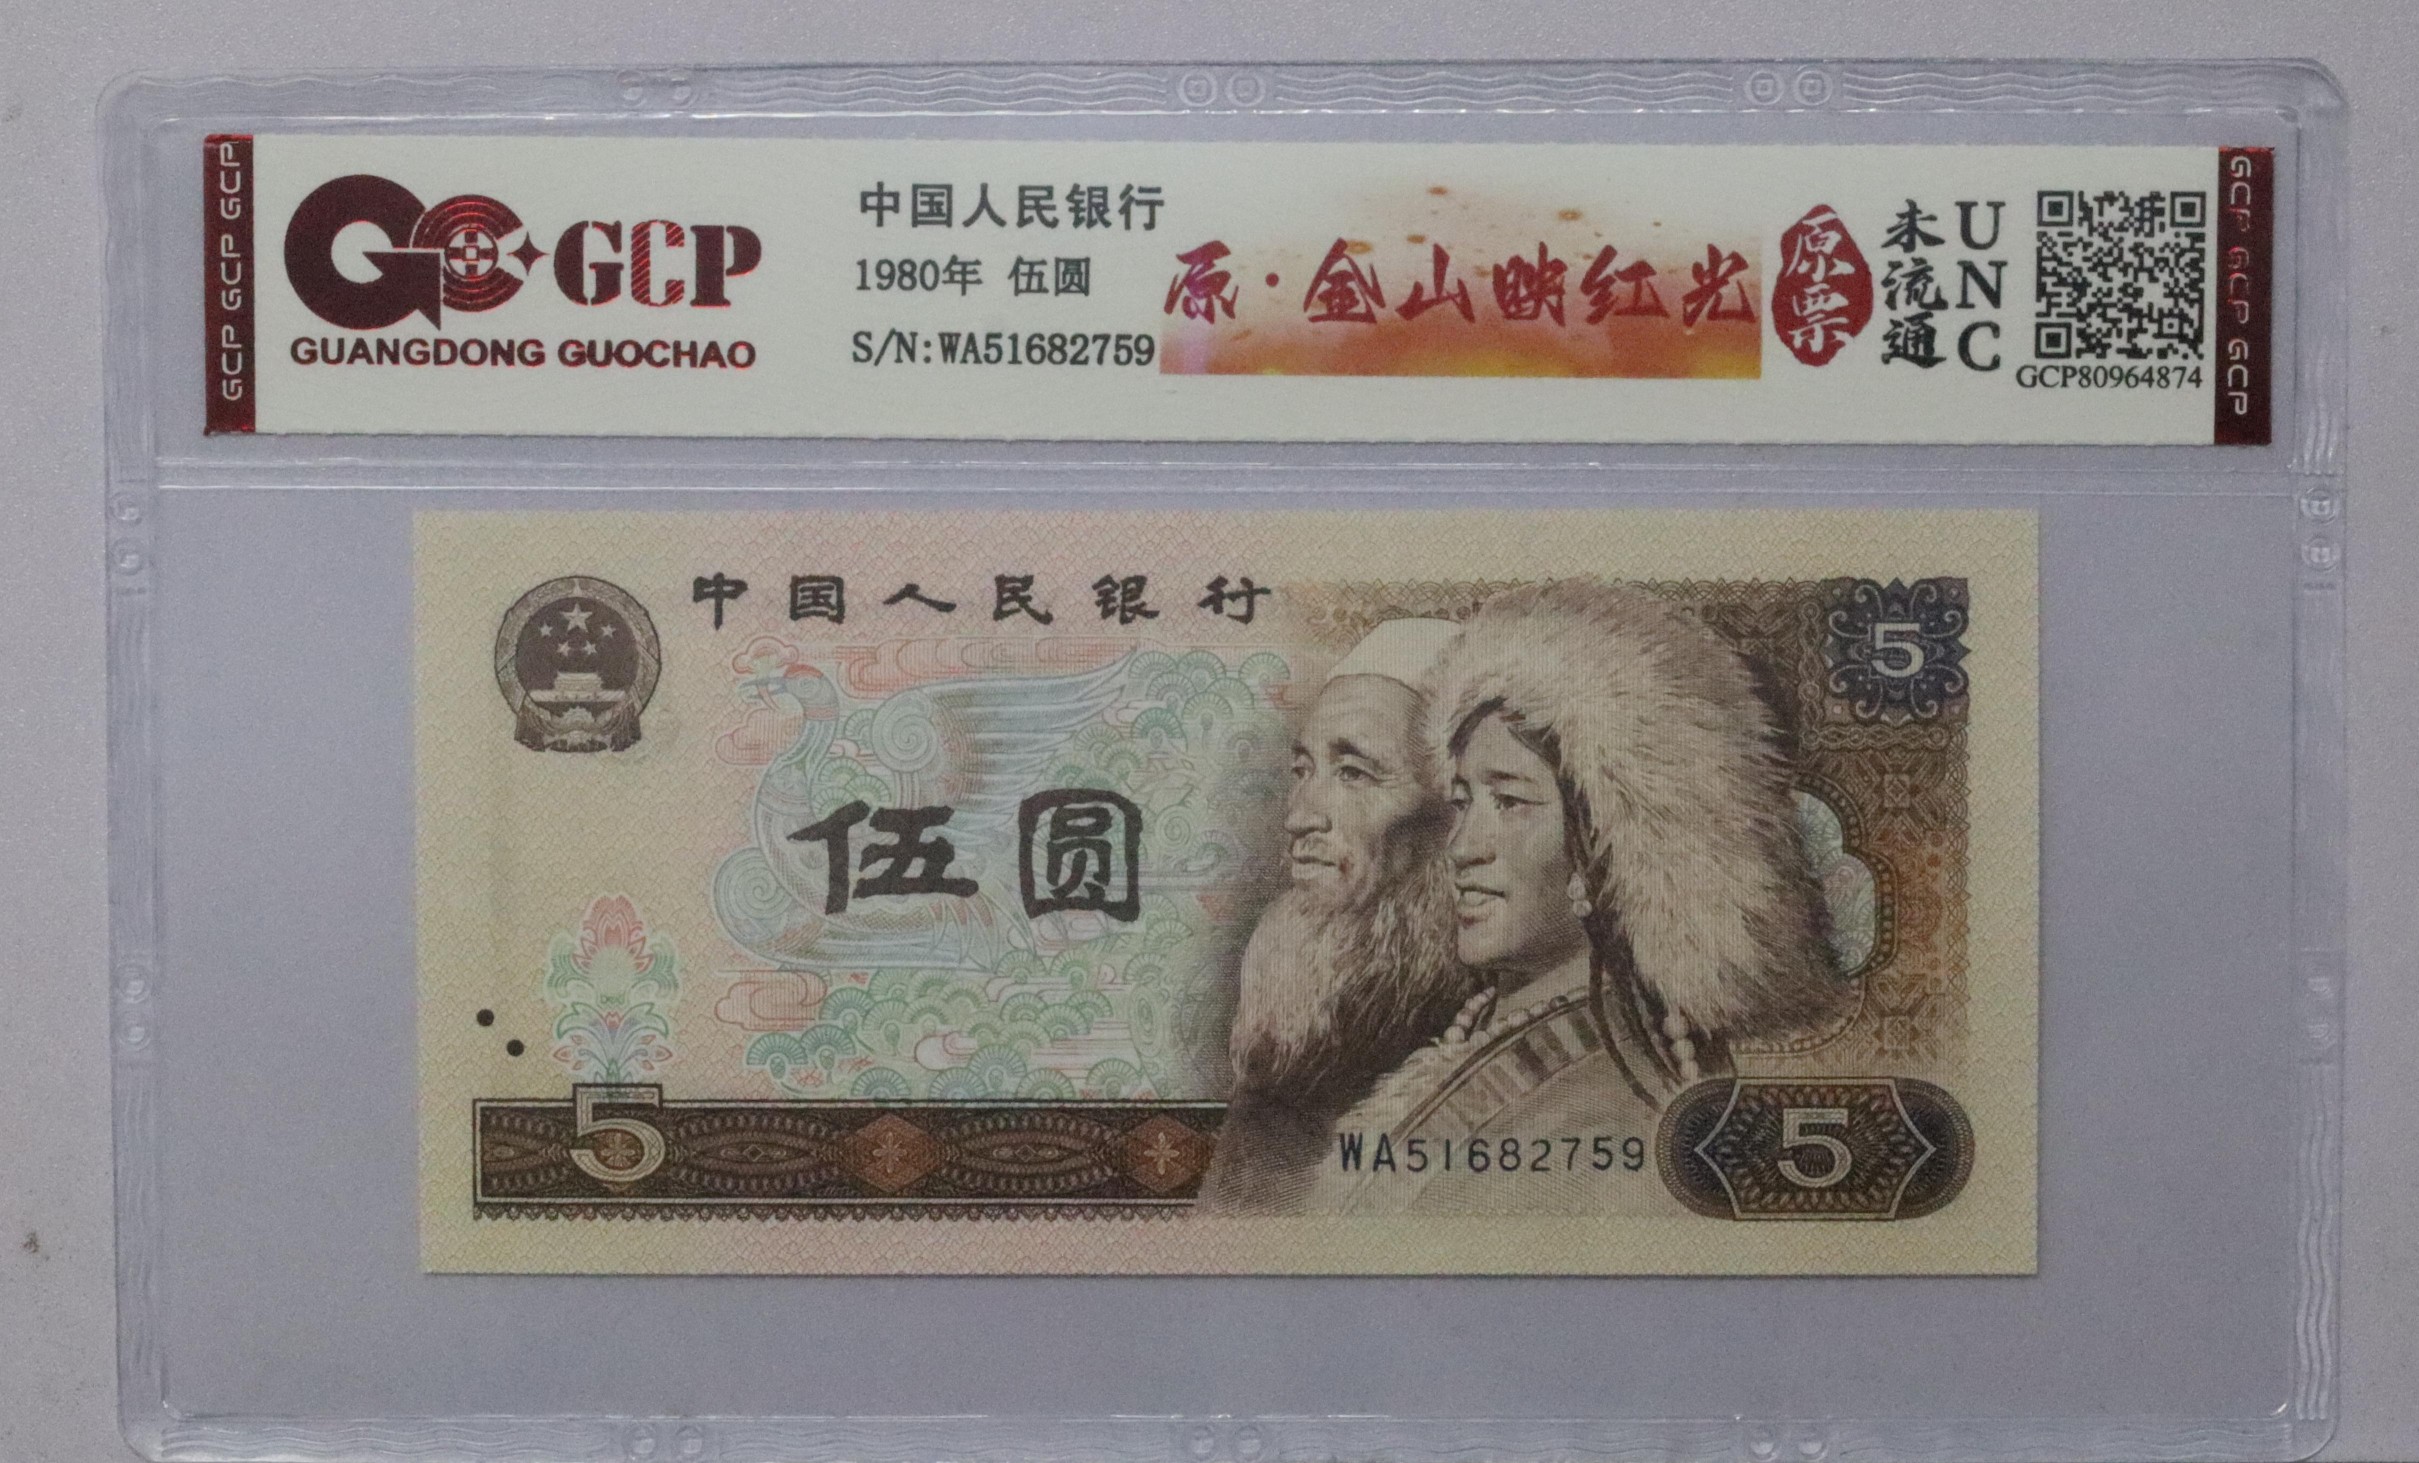 GCP GCP GCP
GCP
GUANGDONG GUOCHAO
中国人民银行
1980年 伍圆
S/N:WA51682759
原·金山映红光
原票
未流通
UNC
GCP80964874
GCP GCP GCP
中国人民银行
5
伍圆
5
WA51682759
5